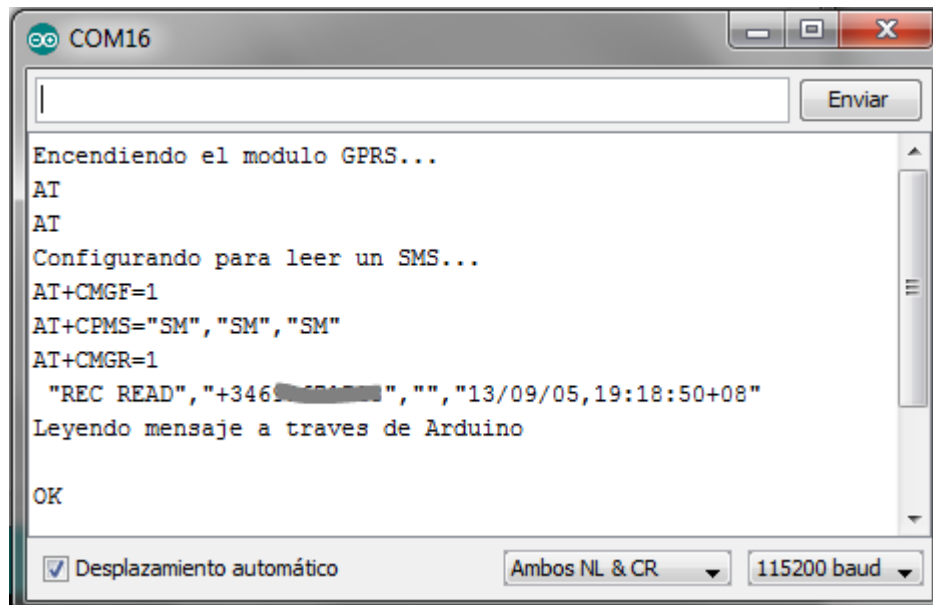 COM16
Enviar
Encendiendo el modulo GPRS...
AT
AT
Configurando para leer un SMS...
AT+CMGF=1
AT+CPMS="SM","SM","SM"
AT+CMGR=1
"REC READ","+346 ","","13/09/05,19:18:50+08"
Leyendo mensaje a traves de Arduino
OK
Desplazamiento automático
Ambos NL & CR
115200 baud